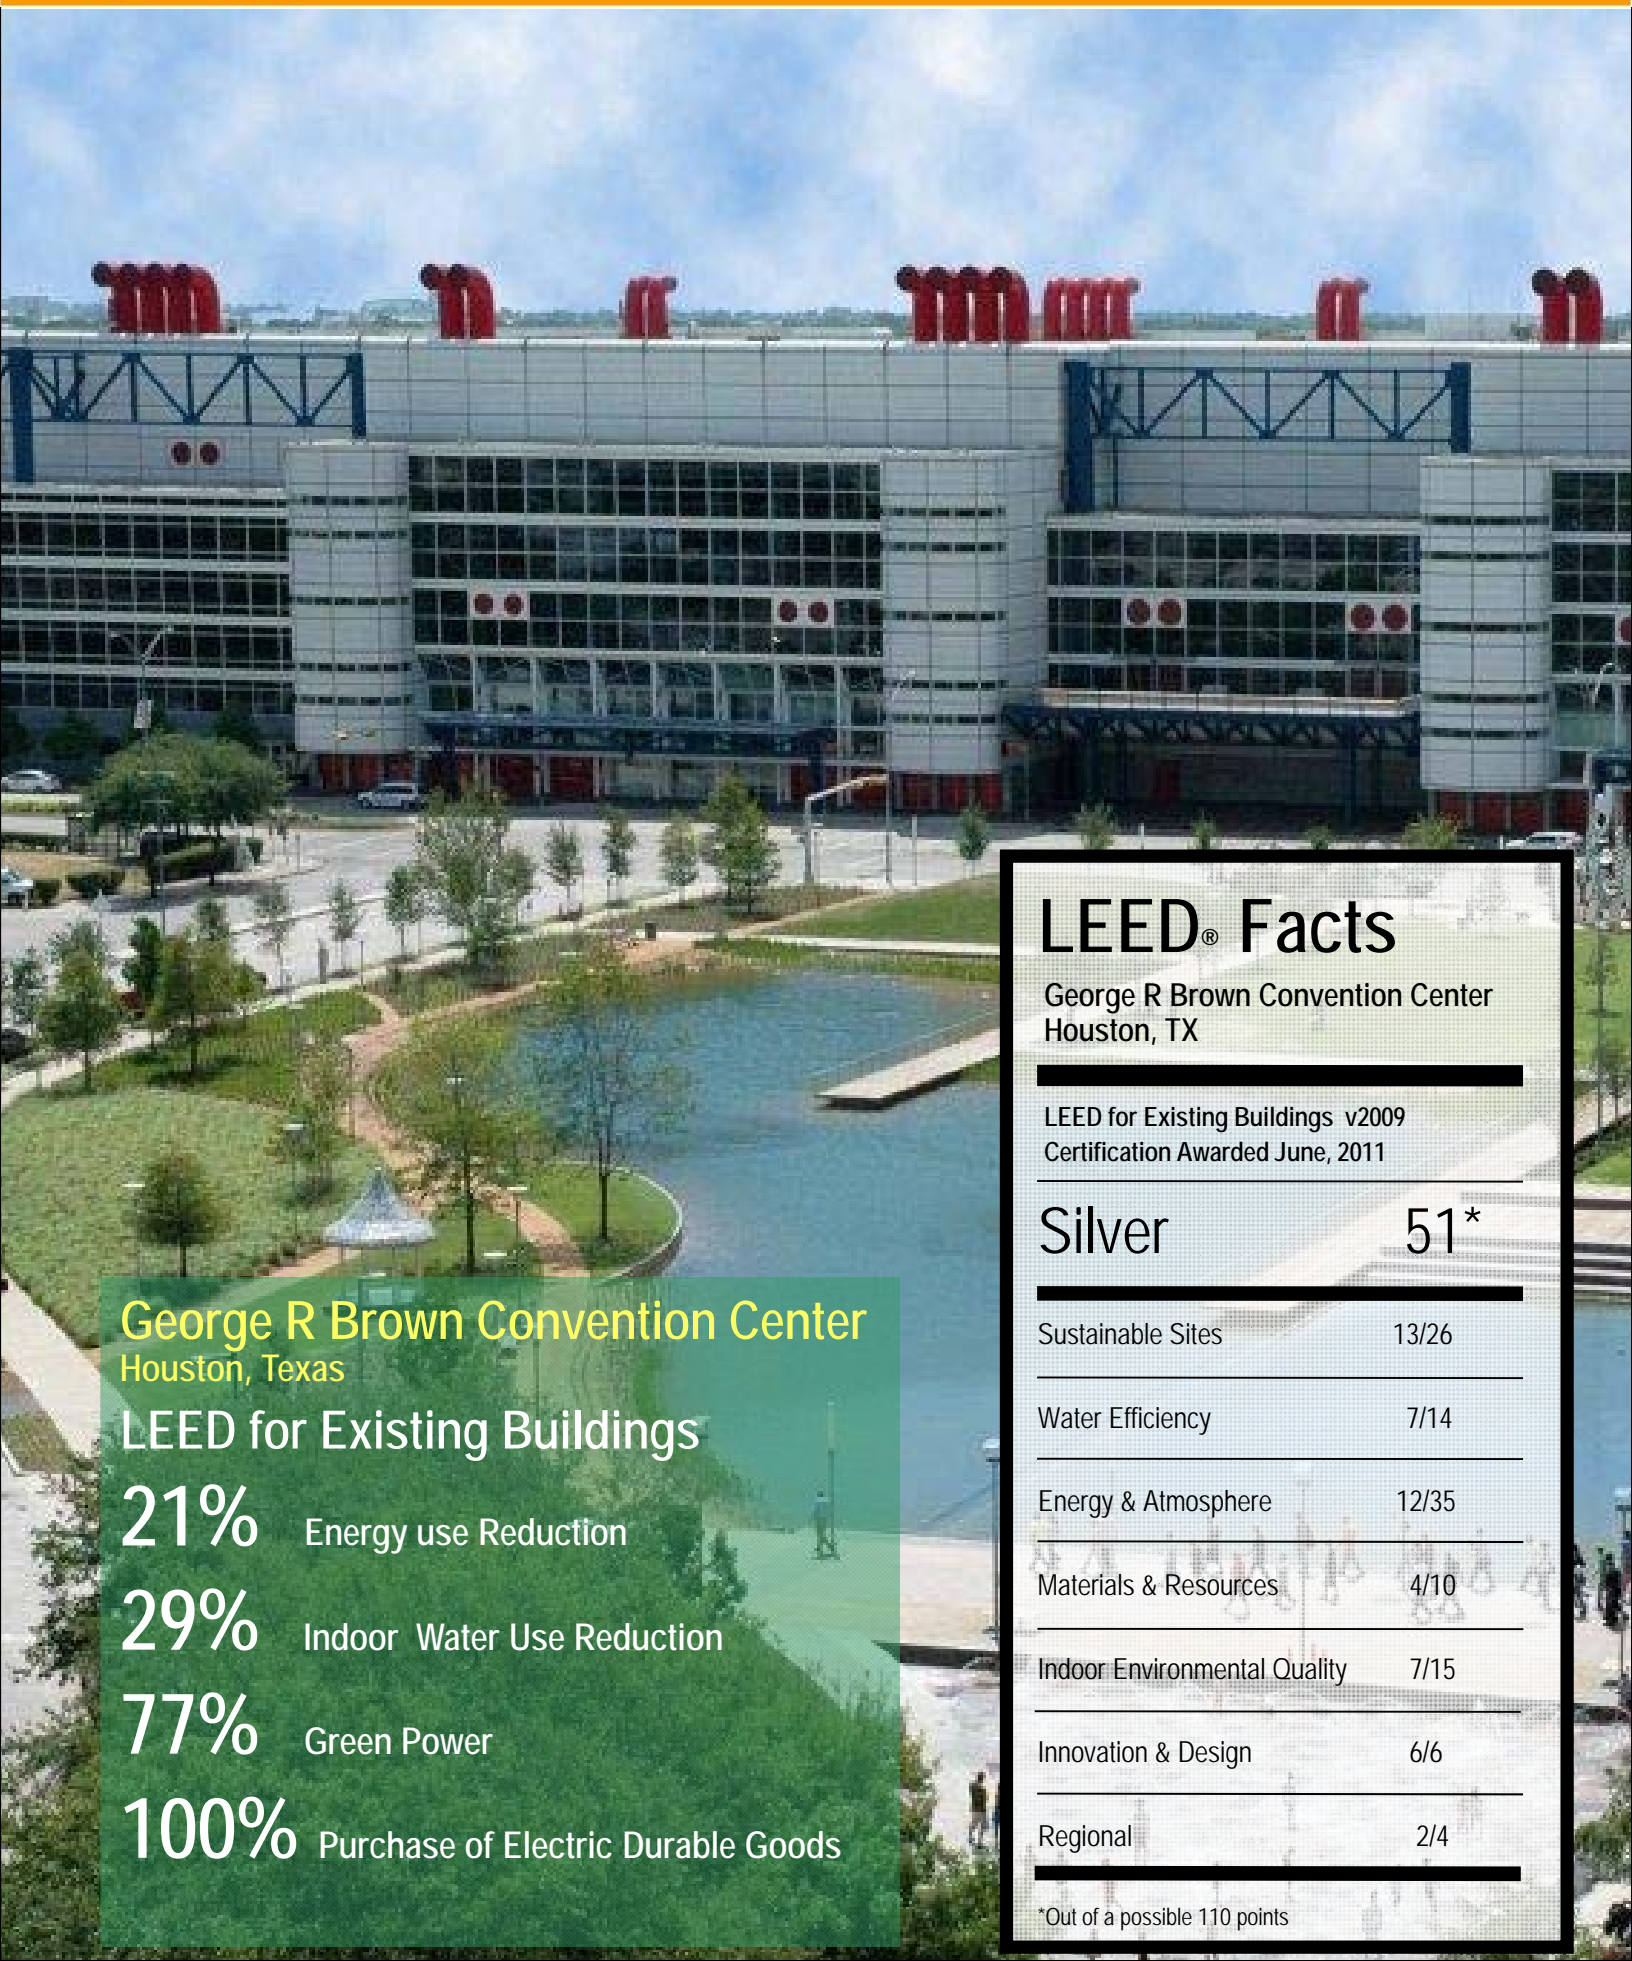 LEED® Facts
George R Brown Convention Center
Houston, TX
LEED for Existing Buildings v2009
Certification Awarded June, 2011
Silver 51*
Sustainable Sites 13/26
Water Efficiency 7/14
Energy & Atmosphere 12/35
Materials & Resources 4/10
Indoor Environmental Quality 7/15
Innovation & Design 6/6
Regional 2/4
*Out of a possible 110 points
George R Brown Convention Center
Houston, Texas
LEED for Existing Buildings
21% Energy use Reduction
29% Indoor Water Use Reduction
77% Green Power
100% Purchase of Electric Durable Goods